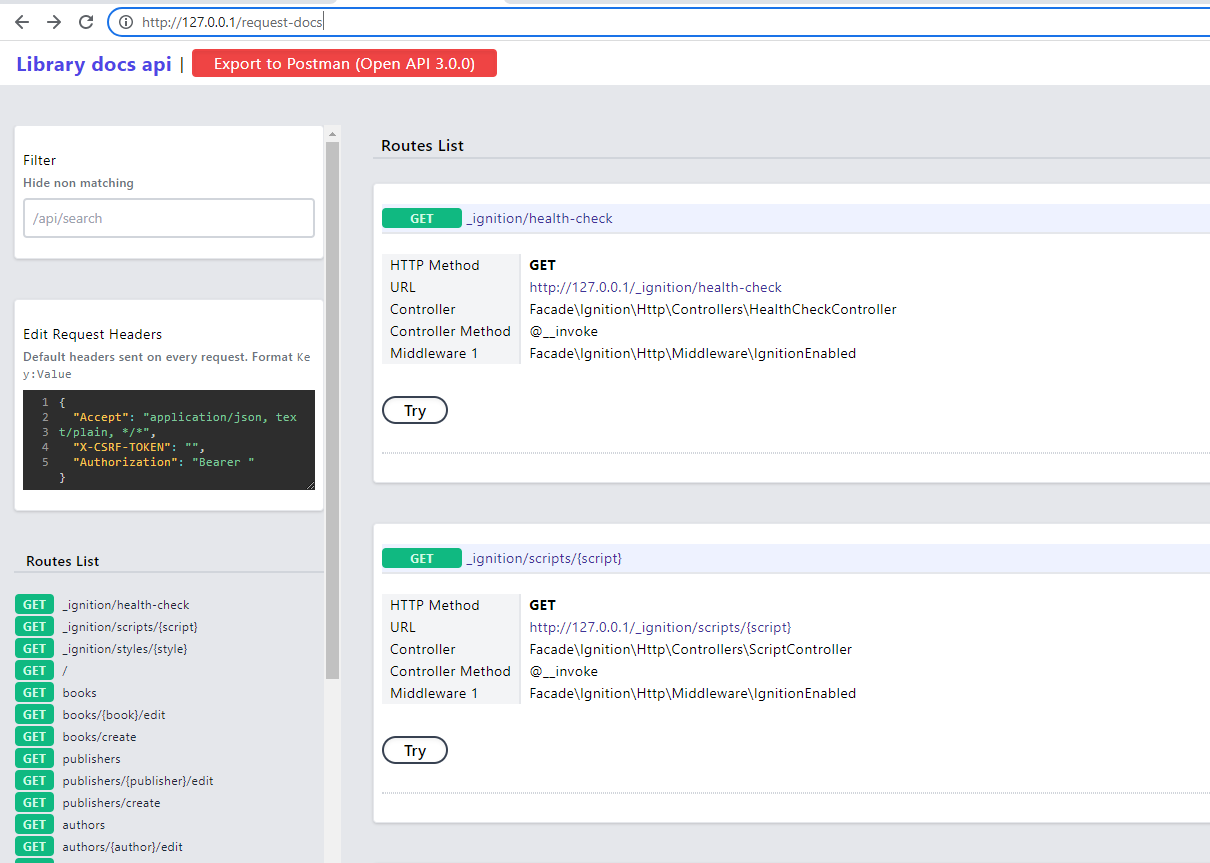 http://127.0.0.1/request-docs
Library docs api | Export to Postman (Open API 3.0.0)
Filter
Hide non matching
/api/search
Edit Request Headers
Default headers sent on every request. Format Ke
y:Value
1 {
2 "Accept": "application/json, tex
3 t/plain, */*",
4 "X-CSRF-TOKEN": "",
5 "Authorization": "Bearer "
}
Routes List
GET _ignition/health-check
GET _ignition/scripts/{script}
GET _ignition/styles/{style}
GET /
GET books
GET books/{book}/edit
GET books/create
GET publishers
GET publishers/{publisher}/edit
GET publishers/create
GET authors
GET authors/{author}/edit
Routes List
GET _ignition/health-check
HTTP Method GET
URL http://127.0.0.1/_ignition/health-check
Controller Facade\Ignition\Http\Controllers\HealthCheckController
Controller Method @__invoke
Middleware 1 Facade\Ignition\Http\Middleware\IgnitionEnabled
Try
GET _ignition/scripts/{script}
HTTP Method GET
URL http://127.0.0.1/_ignition/scripts/{script}
Controller Facade\Ignition\Http\Controllers\ScriptController
Controller Method @__invoke
Middleware 1 Facade\Ignition\Http\Middleware\IgnitionEnabled
Try